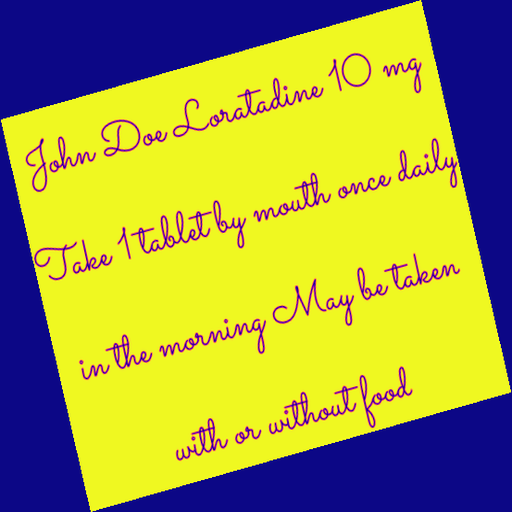 John Doe Loratadine 10 mg
Take 1 tablet by mouth once daily
in the morning May be taken
with or without food